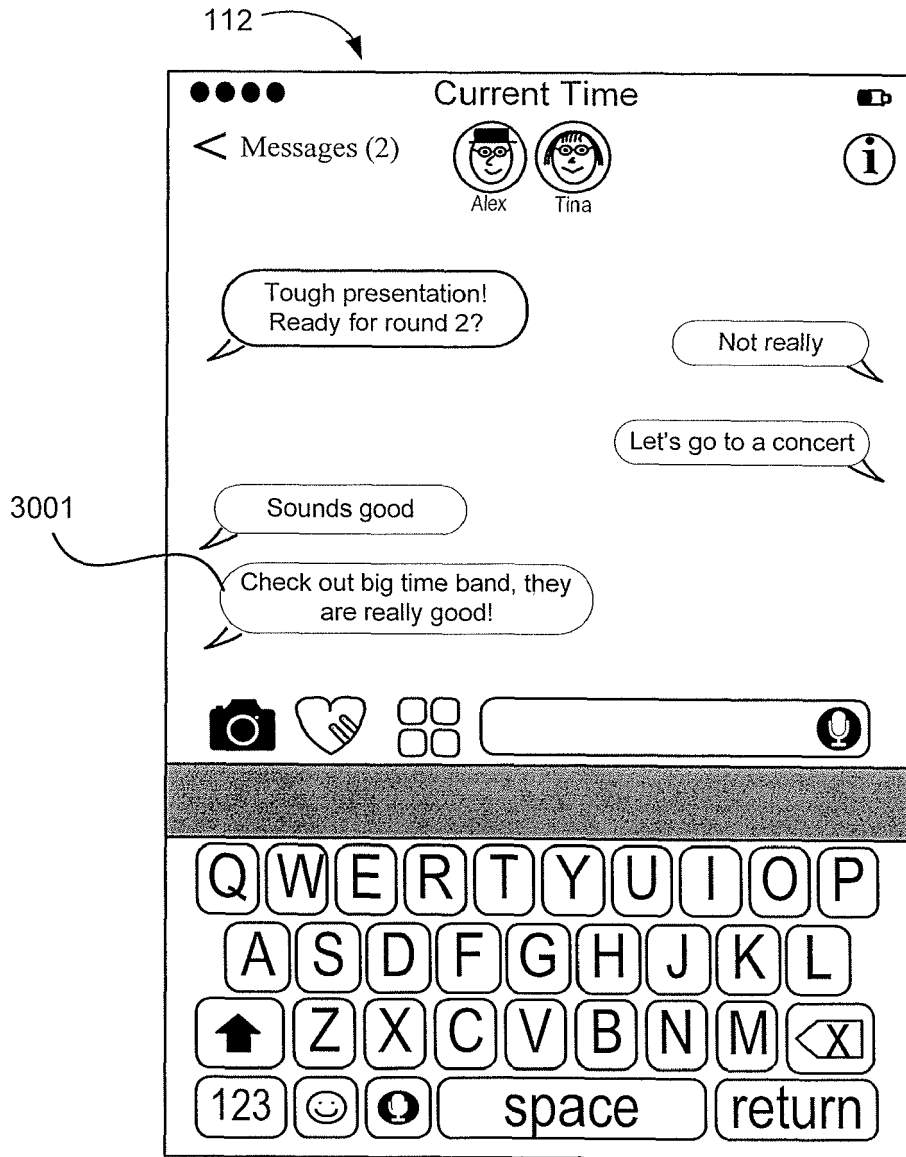 112
Current Time
< Messages (2)
i
Alex Tina
Tough presentation!
Ready for round 2?
Not really
Let's go to a concert
3001
Sounds good
Check out big time band, they
are really good!
Q W E R T Y U I O P
A S D F G H J K L
Z X C V B N M X
123 space return